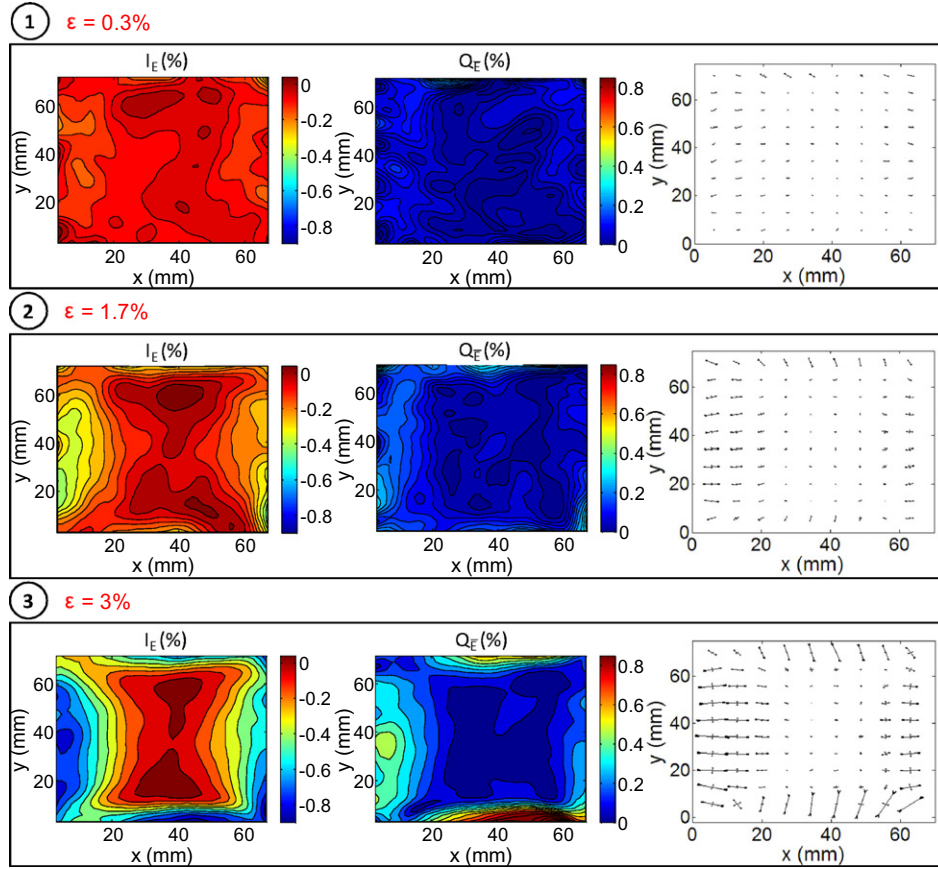 1 ε = 0.3%
I_E (%) Q_E (%)
60 40 20 y (mm) 20 40 60 x (mm) 0 -0.2 -0.4 -0.6 -0.8
60 40 20 y (mm) 20 40 60 x (mm) 0.8 0.6 0.4 0.2 0
60 40 20 0 y (mm) 0 20 40 60 x (mm)
2 ε = 1.7%
I_E (%) Q_E̅ (%)
60 40 20 y (mm) 20 40 60 x (mm) 0 -0.2 -0.4 -0.6 -0.8
60 40 20 y (mm) 20 40 60 x (mm) 0.8 0.6 0.4 0.2 0
60 40 20 0 y (mm) 0 20 40 60 x (mm)
3 ε = 3%
I_E (%) Q_E̅ (%)
60 40 20 y (mm) 20 40 60 x (mm) 0 -0.2 -0.4 -0.6 -0.8
60 40 20 y (mm) 20 40 60 x (mm) 0.8 0.6 0.4 0.2 0
60 40 20 0 y (mm) 0 20 40 60 x (mm)